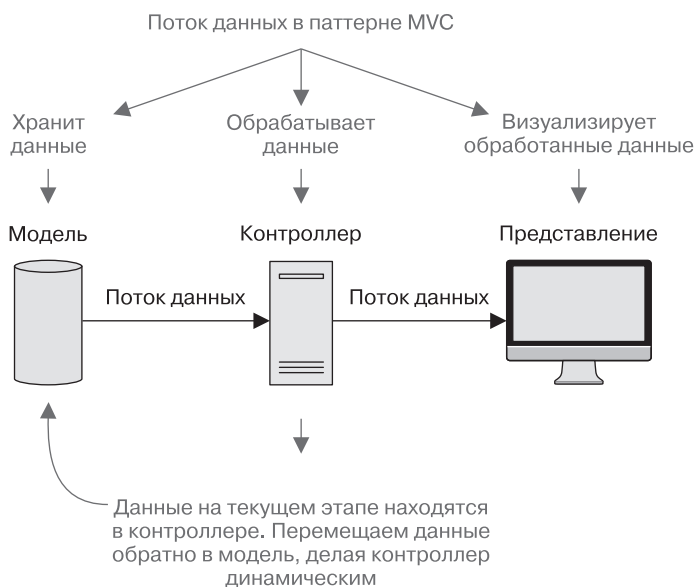 Поток данных в паттерне MVC
Хранит
данные
Обрабатывает
данные
Визуализирует
обработанные данные
Модель
Контроллер
Представление
Поток данных
Поток данных
Данные на текущем этапе находятся
в контроллере. Перемещаем данные
обратно в модель, делая контроллер
динамическим